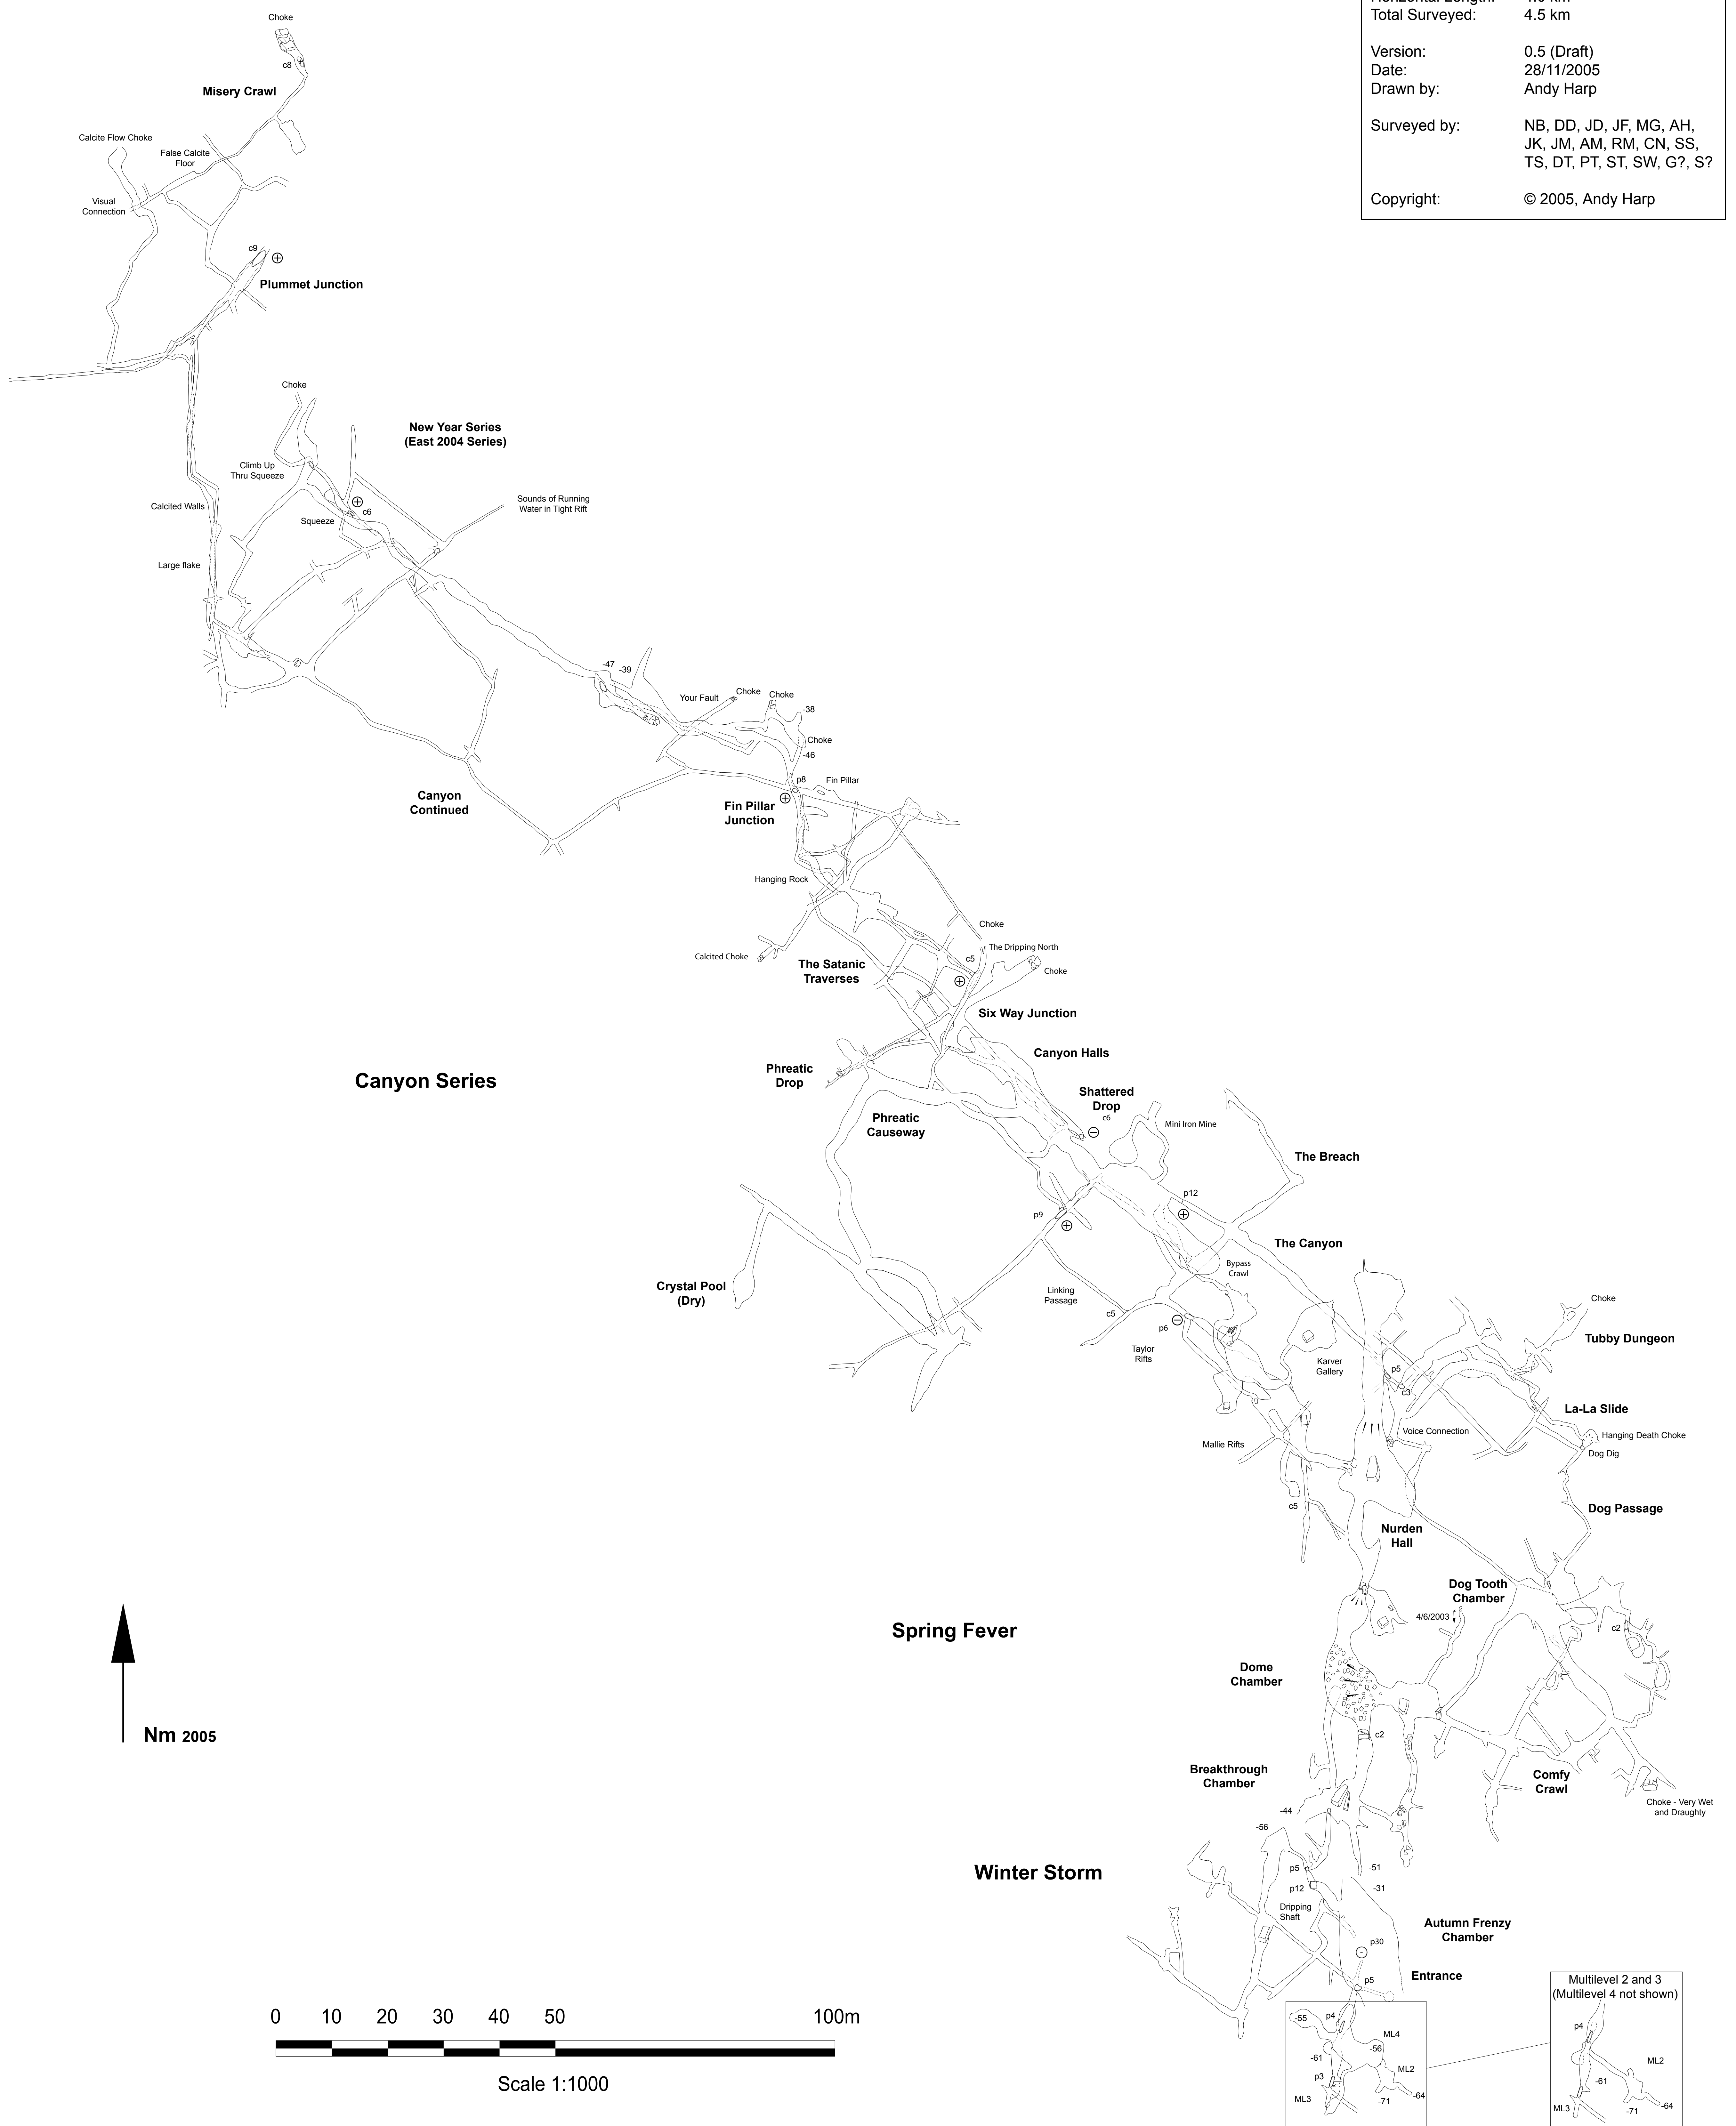 Total Surveyed: 4.5 km
Version: 0.5 (Draft)
Date: 28/11/2005
Drawn by: Andy Harp
Surveyed by: NB, DD, JD, JF, MG, AH,
JK, JM, AM, RM, CN, SS,
TS, DT, PT, ST, SW, G?, S?
Copyright: © 2005, Andy Harp
Choke
c8
Misery Crawl
Calcite Flow Choke
False Calcite
Floor
Visual
Connection
c9
Plummet Junction
Choke
New Year Series
(East 2004 Series)
Climb Up
Thru Squeeze
Calcited Walls
Squeeze
c6
Sounds of Running
Water in Tight Rift
Large flake
-47
-39
Your Fault
Choke
Choke
-38
Choke
-46
p8
Fin Pillar
Canyon
Continued
Fin Pillar
Junction
Hanging Rock
Choke
Calcited Choke
The Satanic
Traverses
c5
The Dripping North
Choke
Six Way Junction
Canyon Halls
Canyon Series
Phreatic
Drop
Shattered
Drop
c6
Phreatic
Causeway
Mini Iron Mine
The Breach
p12
p9
The Canyon
Bypass
Crawl
Crystal Pool
(Dry)
Linking
Passage
c5
p6
Choke
Tubby Dungeon
Taylor
Rifts
Karver
Gallery
p5
c3
La-La Slide
Voice Connection
Hanging Death Choke
Mallie Rifts
Dog Dig
c5
Dog Passage
Nurden
Hall
Dog Tooth
Chamber
4/6/2003
c2
Spring Fever
Dome
Chamber
Nm 2005
c2
Breakthrough
Chamber
Comfy
Crawl
Choke - Very Wet
and Draughty
-44
-56
Winter Storm
p5
-51
p12
-31
Dripping
Shaft
Autumn Frenzy
Chamber
p30
Entrance
p5
Multilevel 2 and 3
(Multilevel 4 not shown)
0 10 20 30 40 50 100m
Scale 1:1000
-55
p4
ML4
-56
-61
ML2
p3
-64
ML3
-71
p4
ML2
-61
-64
ML3
-71